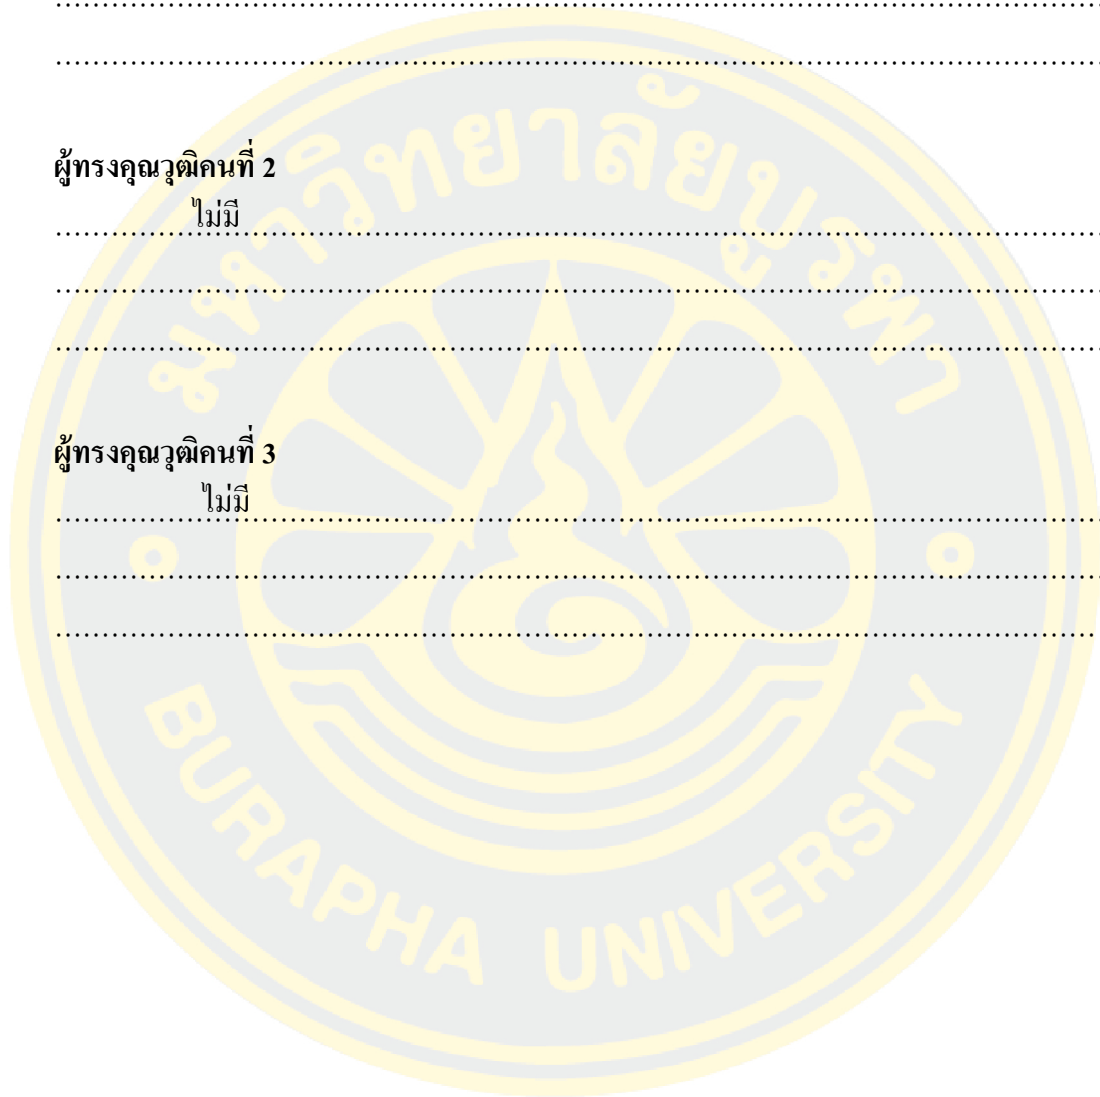 ผู้ทรงคุณวุฒิคนที่ 2
ไม่มี
ผู้ทรงคุณวุฒิคนที่ 3
ไม่มี
มหาวิทยาลัยบูรพา
BURAPHA UNIVERSITY